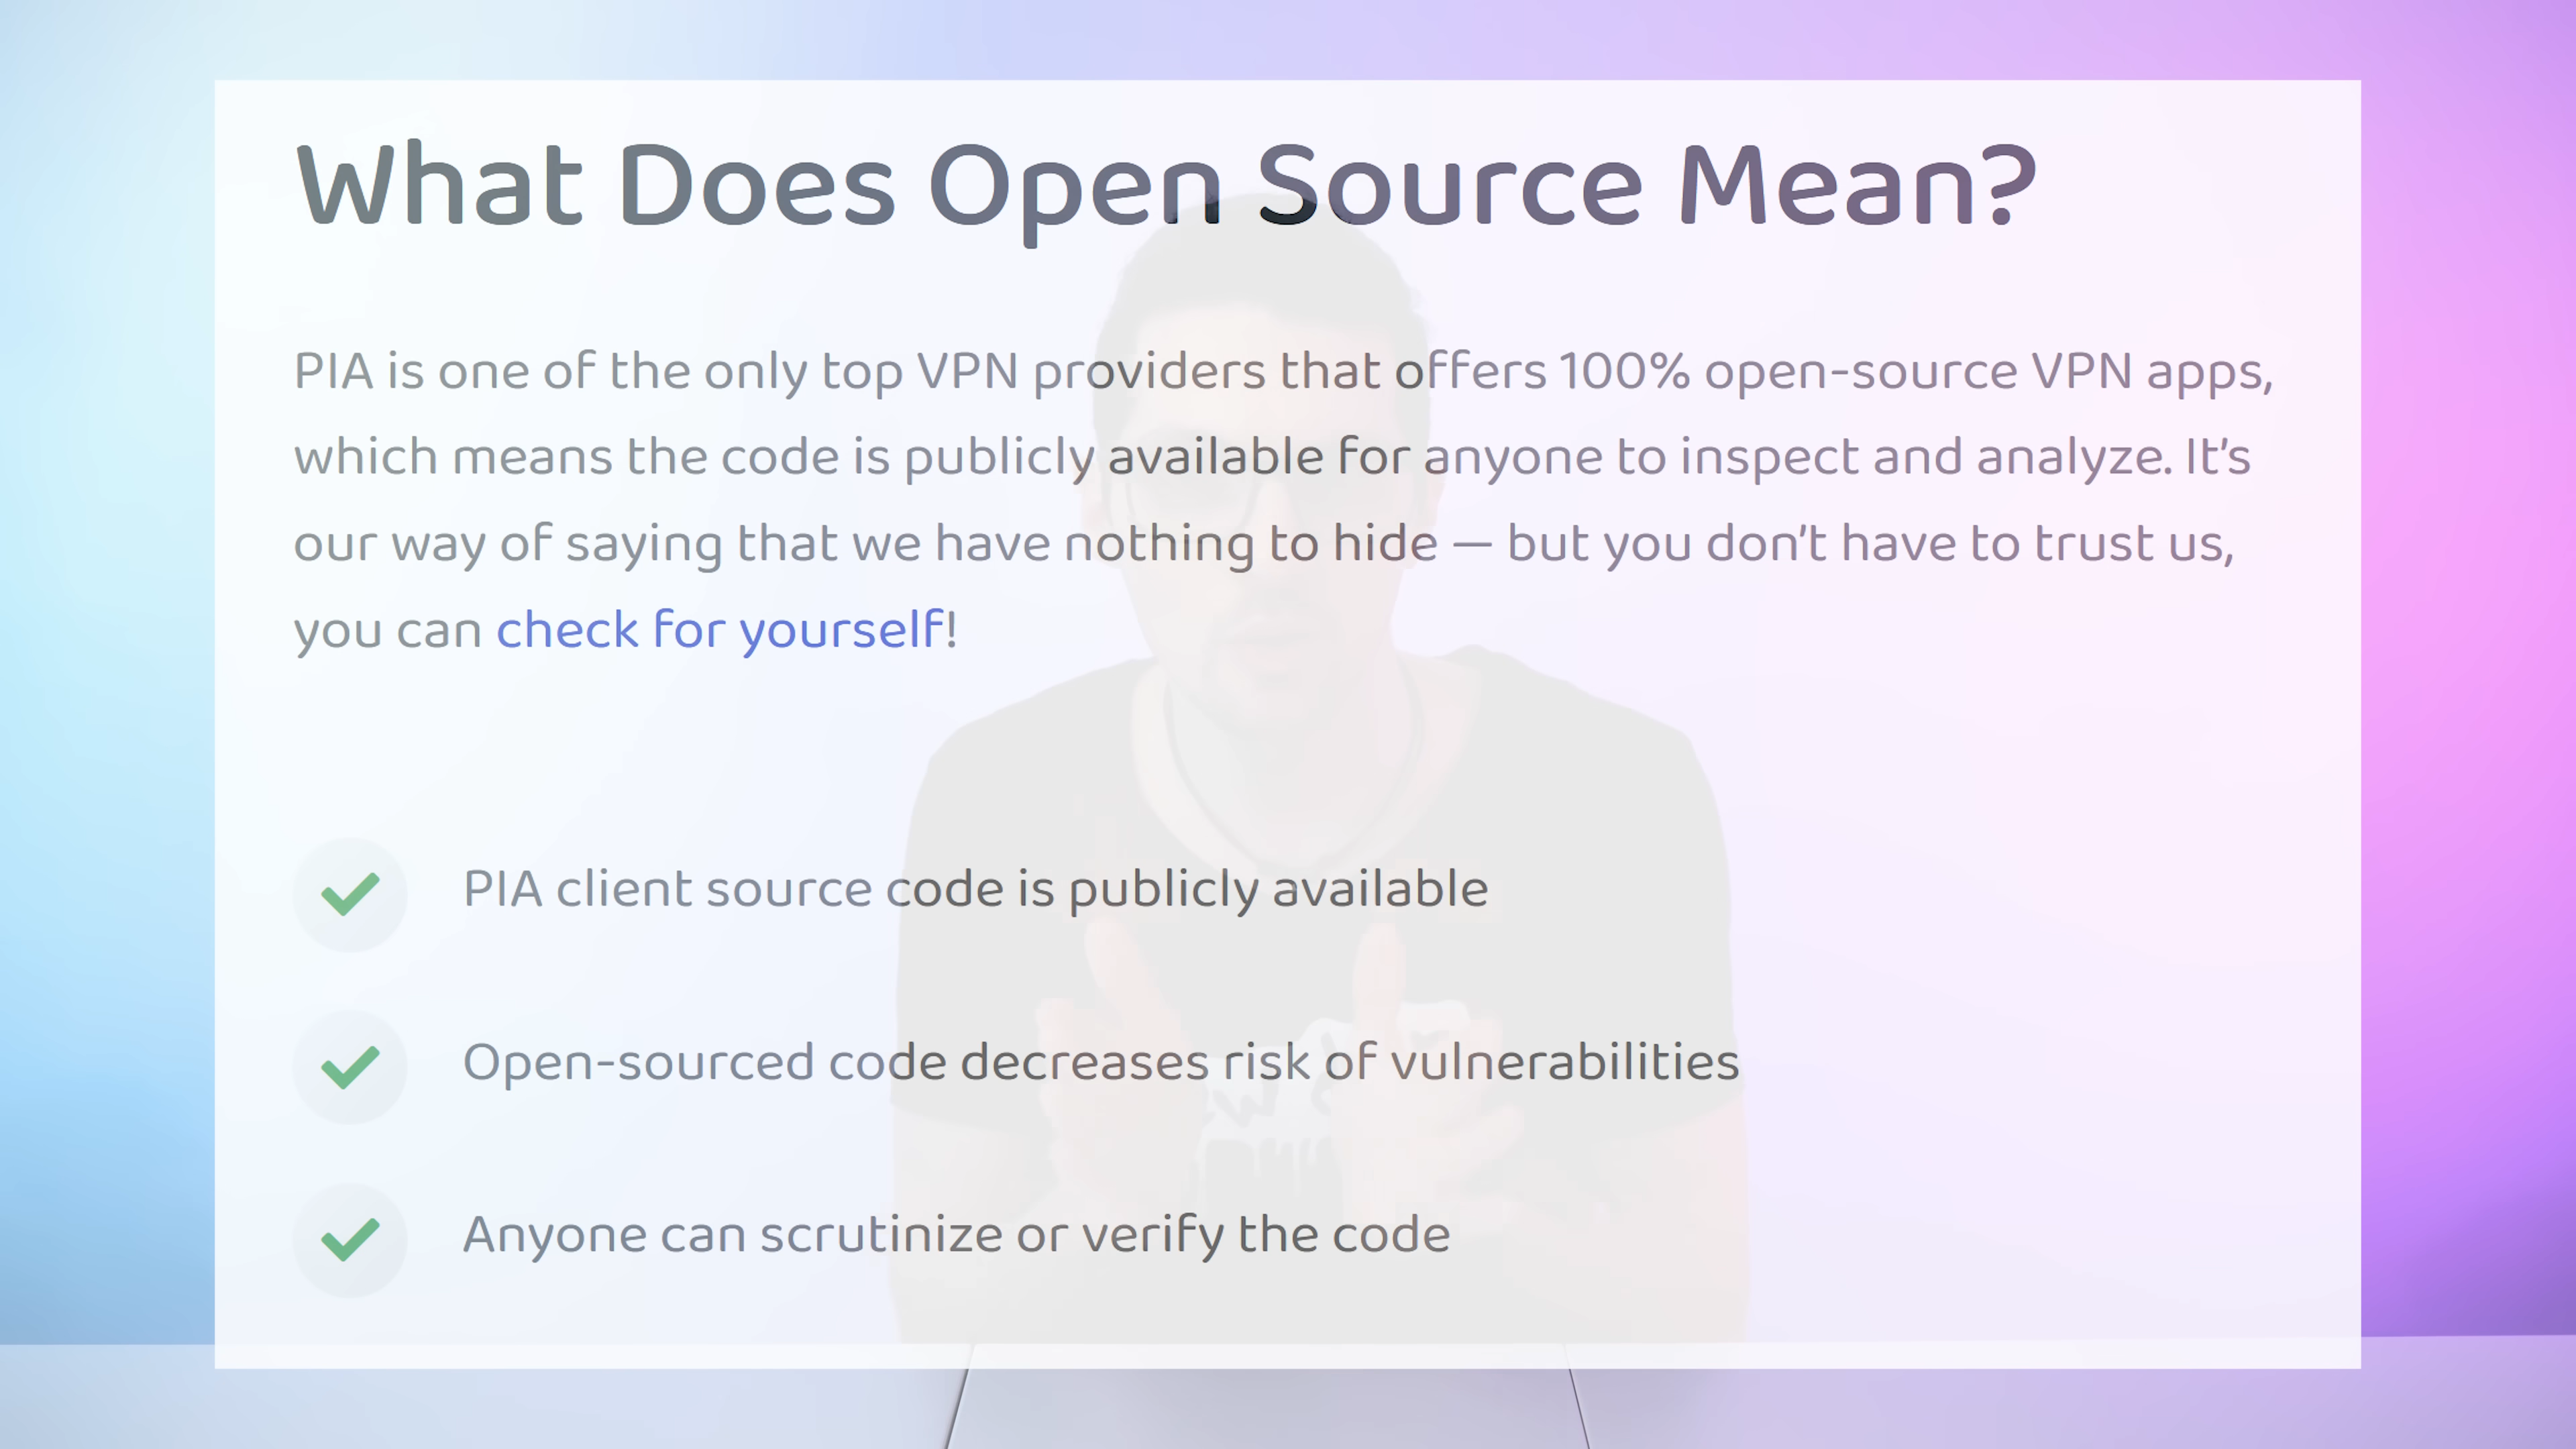 What Does Open Source Mean?
PIA is one of the only top VPN providers that offers 100% open-source VPN apps,
which means the code is publicly available for anyone to inspect and analyze. It’s
our way of saying that we have nothing to hide — but you don’t have to trust us,
you can check for yourself!
PIA client source code is publicly available
Open-sourced code decreases risk of vulnerabilities
Anyone can scrutinize or verify the code